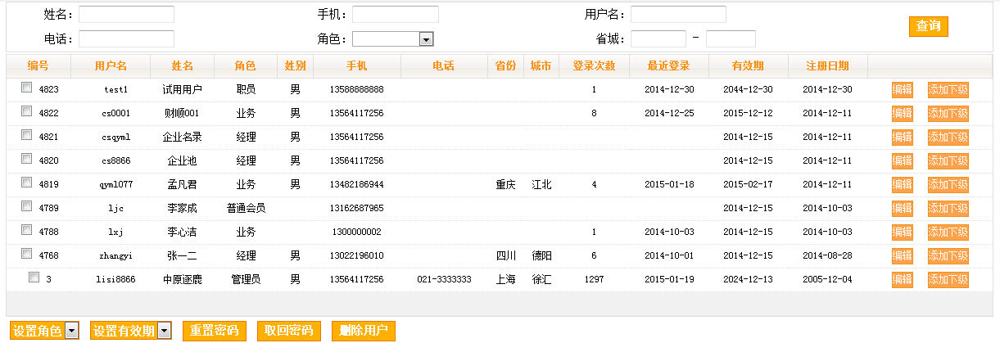 姓名： 手机： 用户名：
查询
电话： 角色： 省城： -
编号 用户名 姓名 角色 性别 手机 电话 省份 城市 登录次数 最近登录 有效期 注册日期
4823 test1 试用用户 职员 男 13588888888 1 2014-12-30 2044-12-30 2014-12-30 编辑 添加下级
4822 cs0001 财顺001 业务 男 13564117256 8 2014-12-25 2015-12-12 2014-12-11 编辑 添加下级
4821 csqyml 企业名录 经理 男 13564117256 2014-12-15 2014-12-11 编辑 添加下级
4820 cs8866 企业池 经理 男 13564117256 2014-12-15 2014-12-11 编辑 添加下级
4819 qyml077 孟凡君 业务 男 13482186944 重庆 江北 4 2015-01-18 2015-02-17 2014-12-11 编辑 添加下级
4789 ljc 李家成 普通会员 13162687965 2014-12-15 2014-10-03 编辑 添加下级
4788 lxj 李心洁 业务 1300000002 1 2014-10-03 2014-12-15 2014-10-03 编辑 添加下级
4768 zhangyi 张一二 经理 男 13022196010 四川 德阳 6 2014-10-01 2014-12-15 2014-08-28 编辑 添加下级
3 lisi8866 中原逐鹿 管理员 男 13564117256 021-3333333 上海 徐汇 1297 2015-01-19 2024-12-13 2005-12-04 编辑 添加下级
设置角色 设置有效期 重置密码 取回密码 删除用户